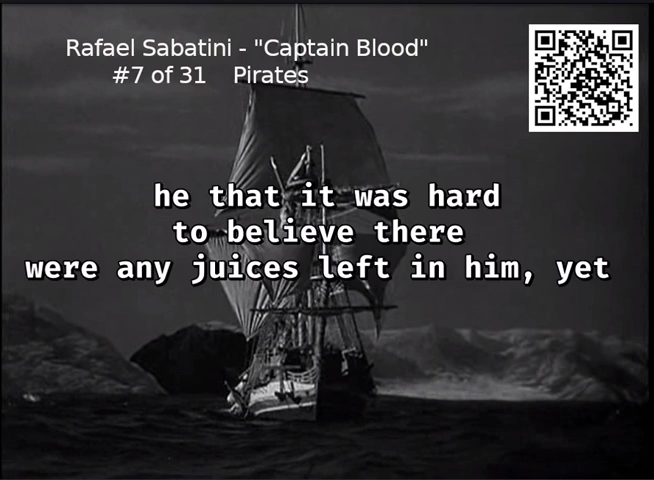 Rafael Sabatini - "Captain Blood"
#7 of 31 Pirates
he that it was hard
to believe there
were any juices left in him, yet